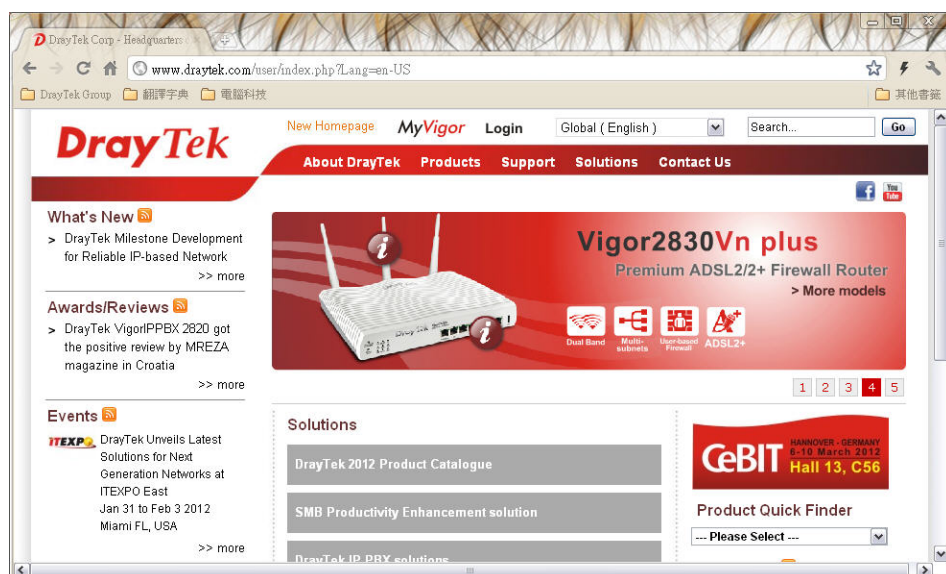 DrayTek Corp - Headquarters
www.draytek.com/user/index.php?Lang=en-US
DrayTek Group 翻譯字典 電腦科技 其他書籤
DrayTek
New Homepage MyVigor Login Global ( English ) Search... Go
About DrayTek Products Support Solutions Contact Us
You Tube
What's New
> DrayTek Milestone Development
for Reliable IP-based Network
>> more
Awards/Reviews
> DrayTek VigorIPPBX 2820 got
the positive review by MREZA
magazine in Croatia
>> more
Events
ITEXPO DrayTek Unveils Latest
Solutions for Next
Generation Networks at
ITEXPO East
Jan 31 to Feb 3 2012
Miami FL, USA
>> more
Vigor2830Vn plus
Premium ADSL2/2+ Firewall Router
> More models
Dual Band
Multi-
subnets
User-based
Firewall
ADSL2+
1 2 3 4 5
Solutions
DrayTek 2012 Product Catalogue
SMB Productivity Enhancement solution
DrayTek IP PBX solutions
CeBIT
HANNOVER - GERMANY
6-10 March 2012
Hall 13, C56
Product Quick Finder
--- Please Select ---